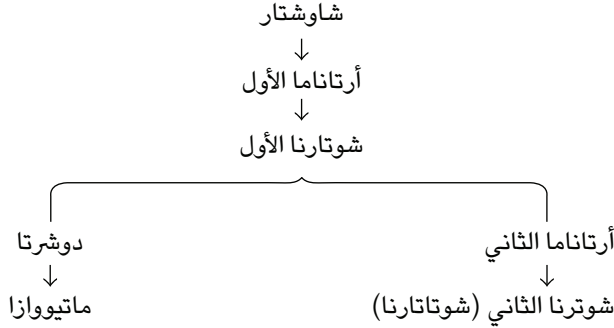 شاوشتار
أرتاناما الأول
شوتارنا الأول
أرتاناما الثاني دوشرتا
شوترنا الثاني (شوتاتارنا) ماتيووازا